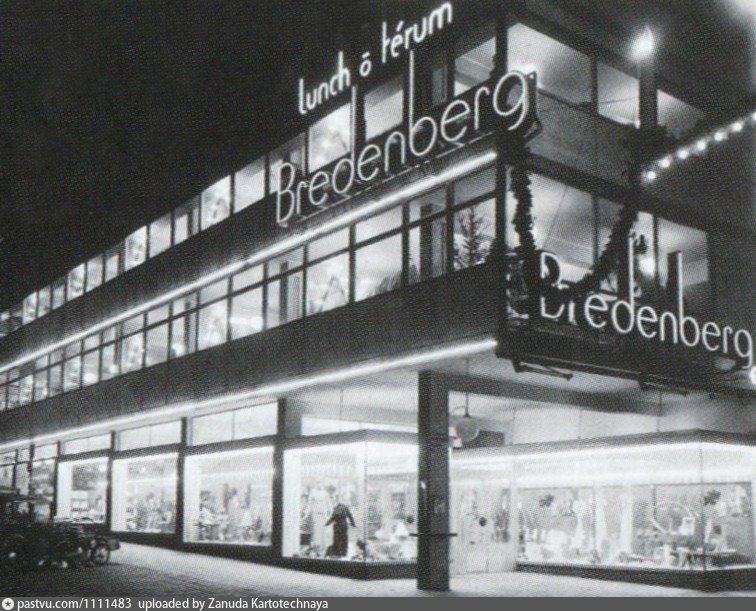 lunch ö térum
Bredenberg
Bredenberg
pastvu.com/1111483 uploaded by Zanuda Kartotechnaya